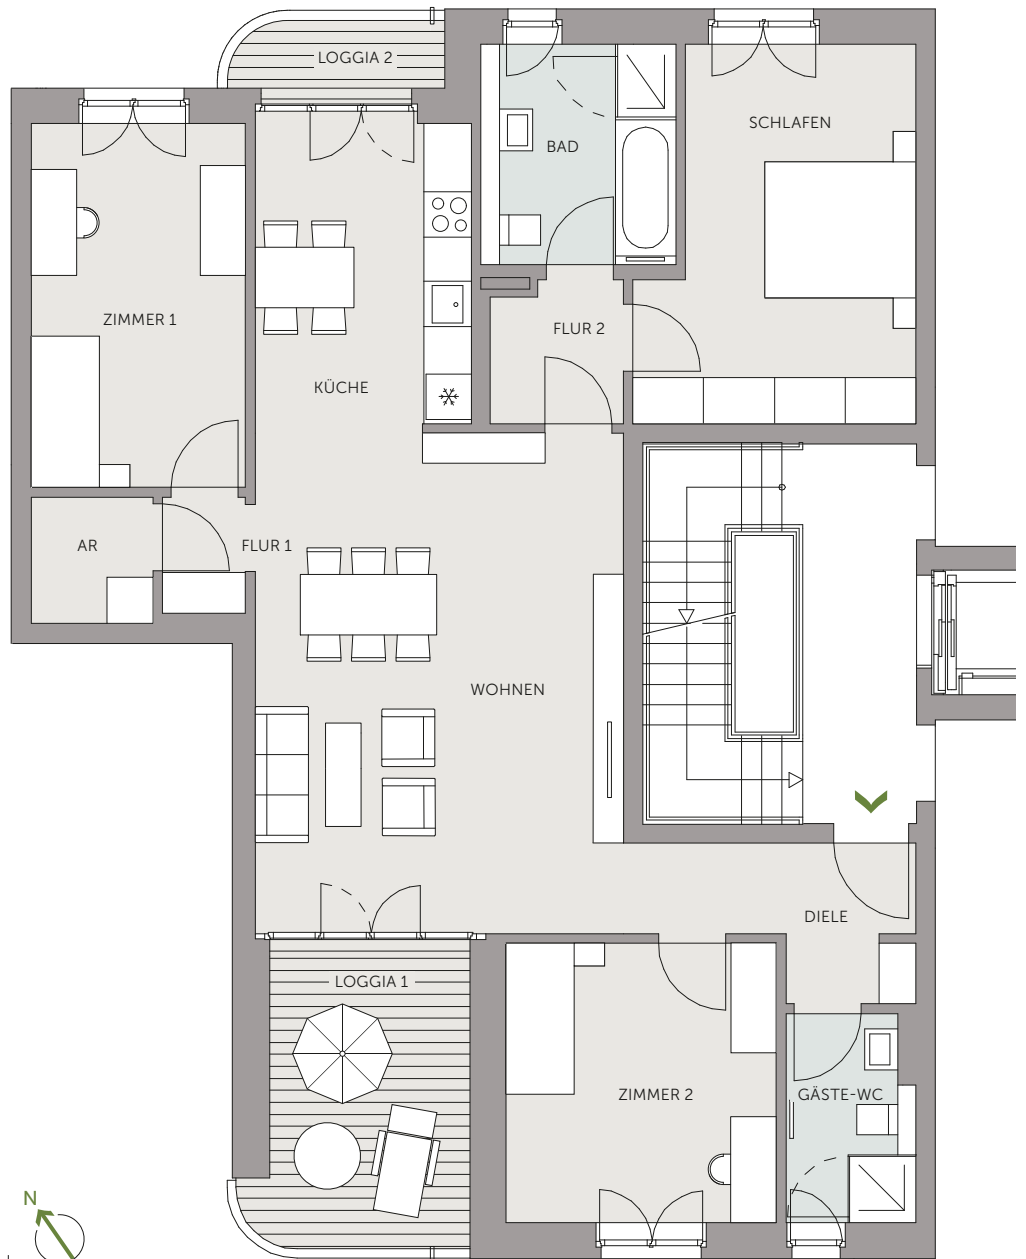 LOGGIA 2
SCHLAFEN
BAD
ZIMMER 1
FLUR 2
KÜCHE
AR
FLUR 1
WOHNEN
DIELE
LOGGIA 1
ZIMMER 2
GÄSTE-WC
N